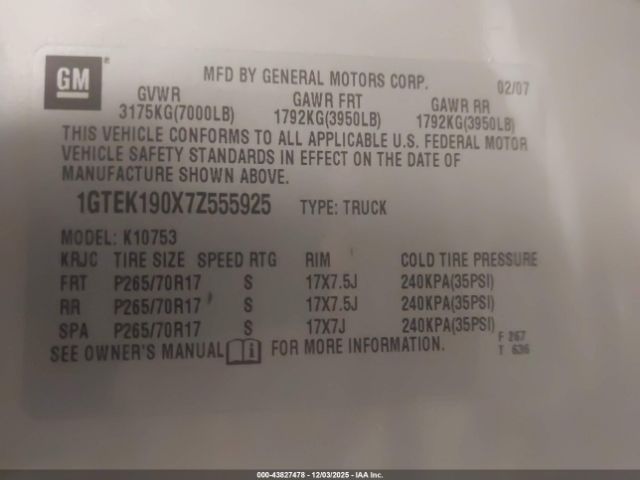 GM ®
MFD BY GENERAL MOTORS CORP. 02/07
GVWR GAWR FRT GAWR RR
3175KG(7000LB) 1792KG(3950LB) 1792KG(3950LB)
THIS VEHICLE CONFORMS TO ALL APPLICABLE U.S. FEDERAL MOTOR
VEHICLE SAFETY STANDARDS IN EFFECT ON THE DATE OF
MANUFACTURE SHOWN ABOVE.
1GTEK190X7Z555925 TYPE: TRUCK
MODEL: K10753
KRJC TIRE SIZE SPEED RTG RIM COLD TIRE PRESSURE
FRT P265/70R17 S 17X7.5J 240KPA(35PSI)
RR P265/70R17 S 17X7.5J 240KPA(35PSI)
SPA P265/70R17 S 17X7J 240KPA(35PSI)
SEE OWNER'S MANUAL i FOR MORE INFORMATION.
F 267
T 636
000-43827478 - 12/03/2025 - IAA Inc.